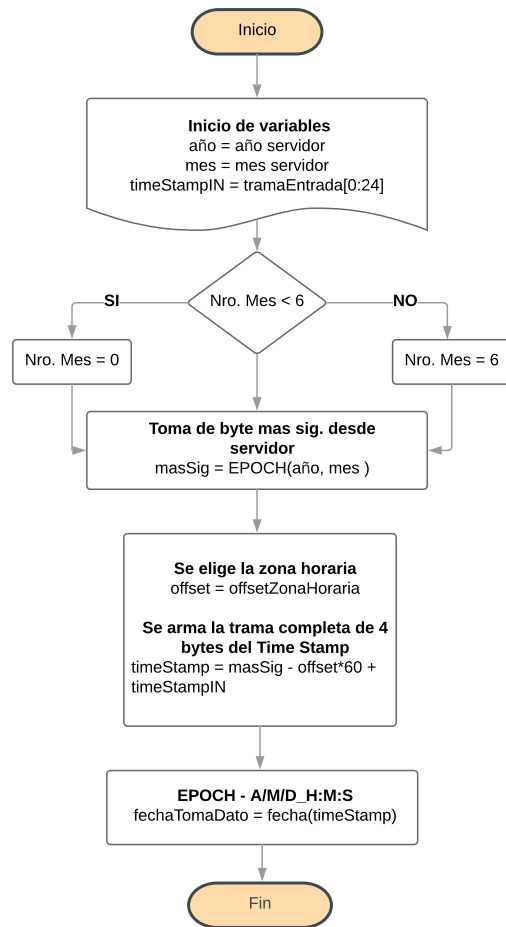 Inicio
Inicio de variables
año = año servidor
mes = mes servidor
timeStampIN = tramaEntrada[0:24]
Nro. Mes < 6
SI
NO
Nro. Mes = 0
Nro. Mes = 6
Toma de byte mas sig. desde
servidor
masSig = EPOCH(año, mes )
Se elige la zona horaria
offset = offsetZonaHoraria
Se arma la trama completa de 4
bytes del Time Stamp
timeStamp = masSig - offset*60 +
timeStampIN
EPOCH - A/M/D_H:M:S
fechaTomaDato = fecha(timeStamp)
Fin